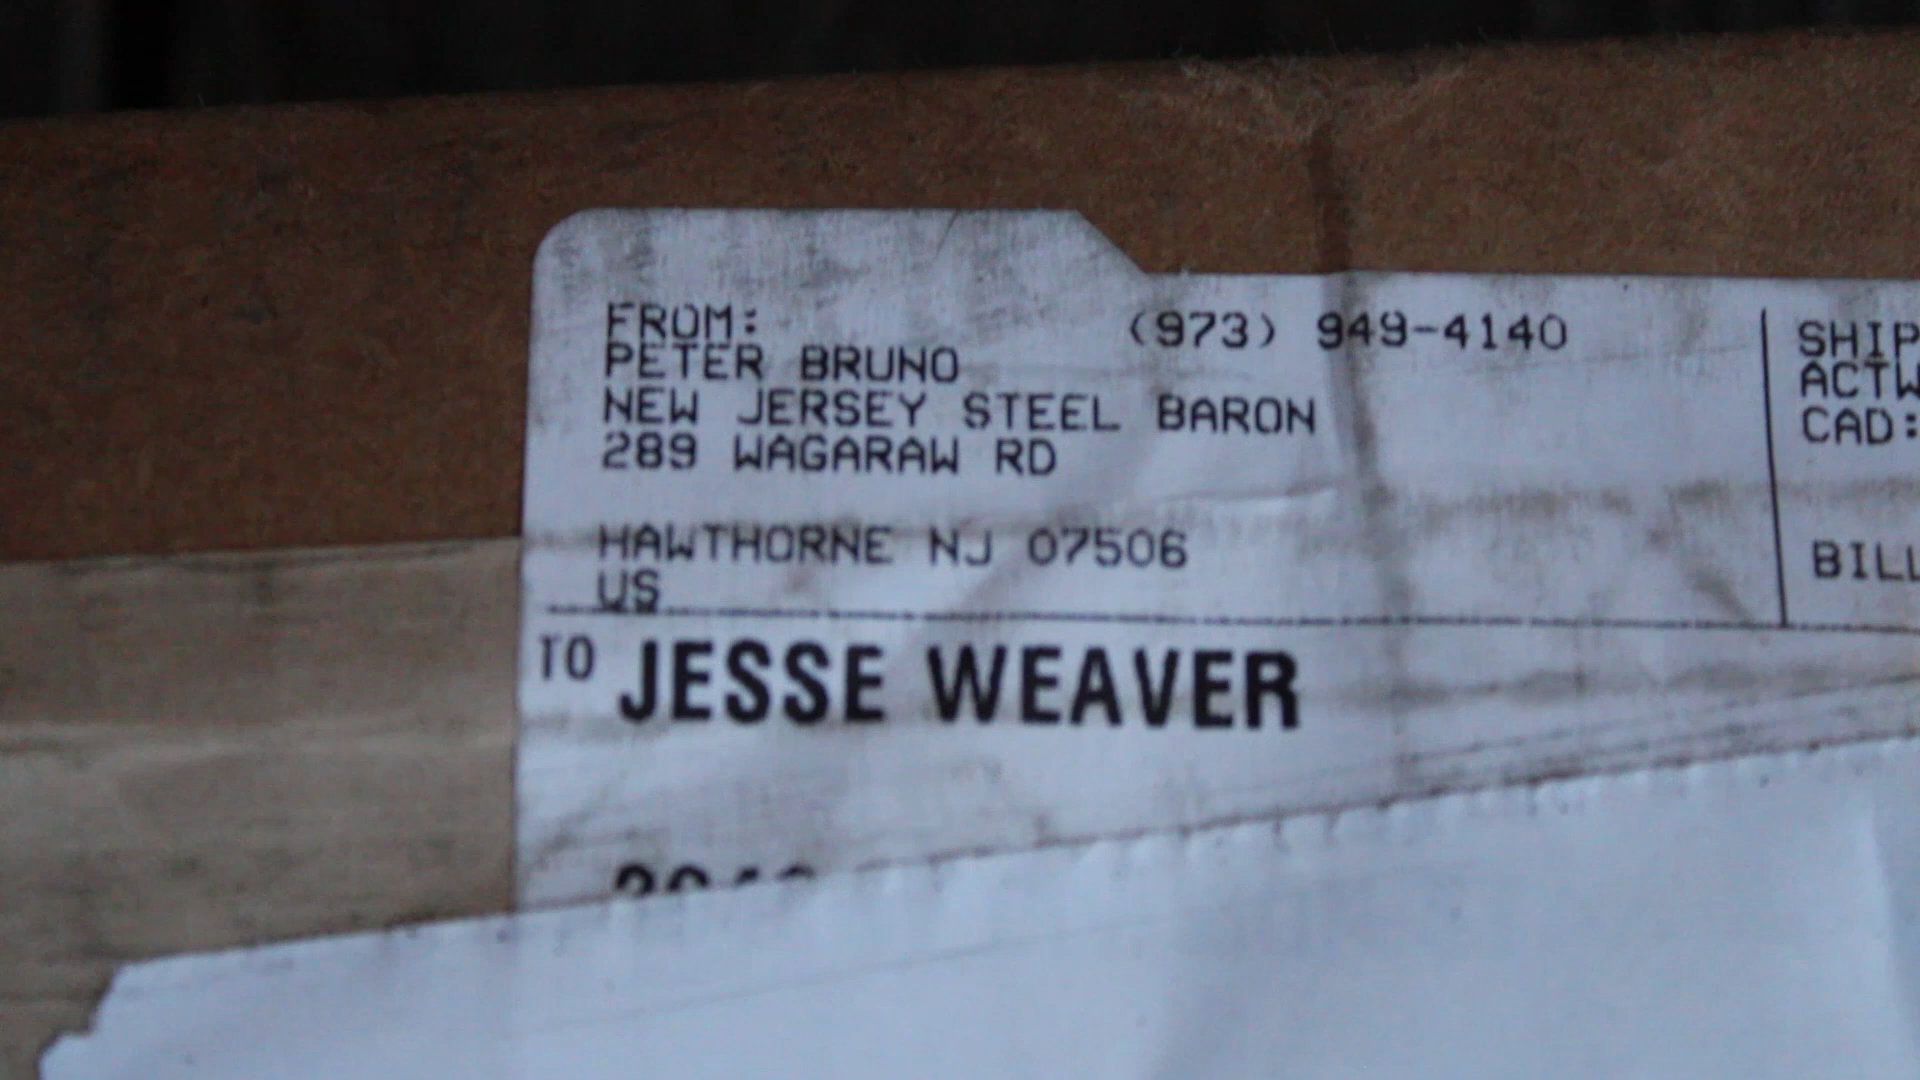 FROM: (973) 949-4140
PETER BRUNO
NEW JERSEY STEEL BARON
289 WAGARAW RD
HAWTHORNE NJ 07506
US
SHIP
ACTW
CAD:
BILL
TO JESSE WEAVER